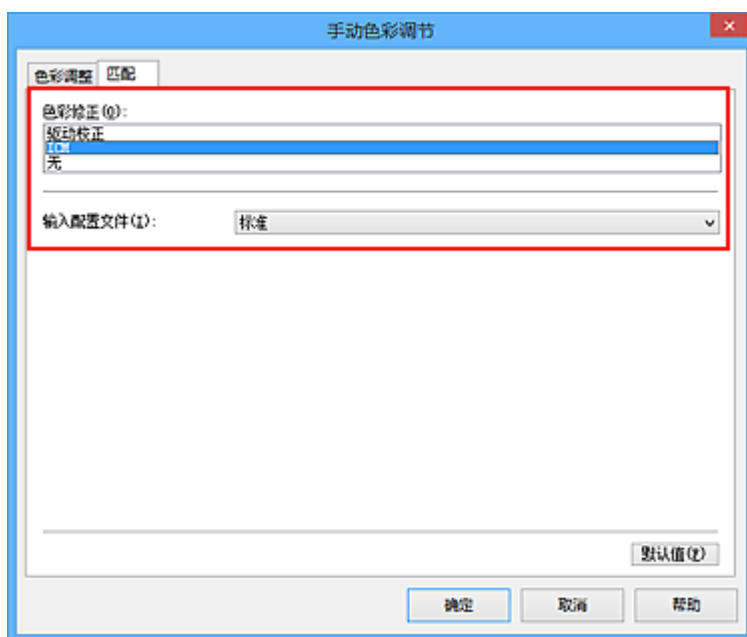 手动色彩调节
色彩调整 匹配
色彩修正(Q):
驱动校正
ICM
无
输入配置文件(I): 标准
默认值(F)
确定 取消 帮助